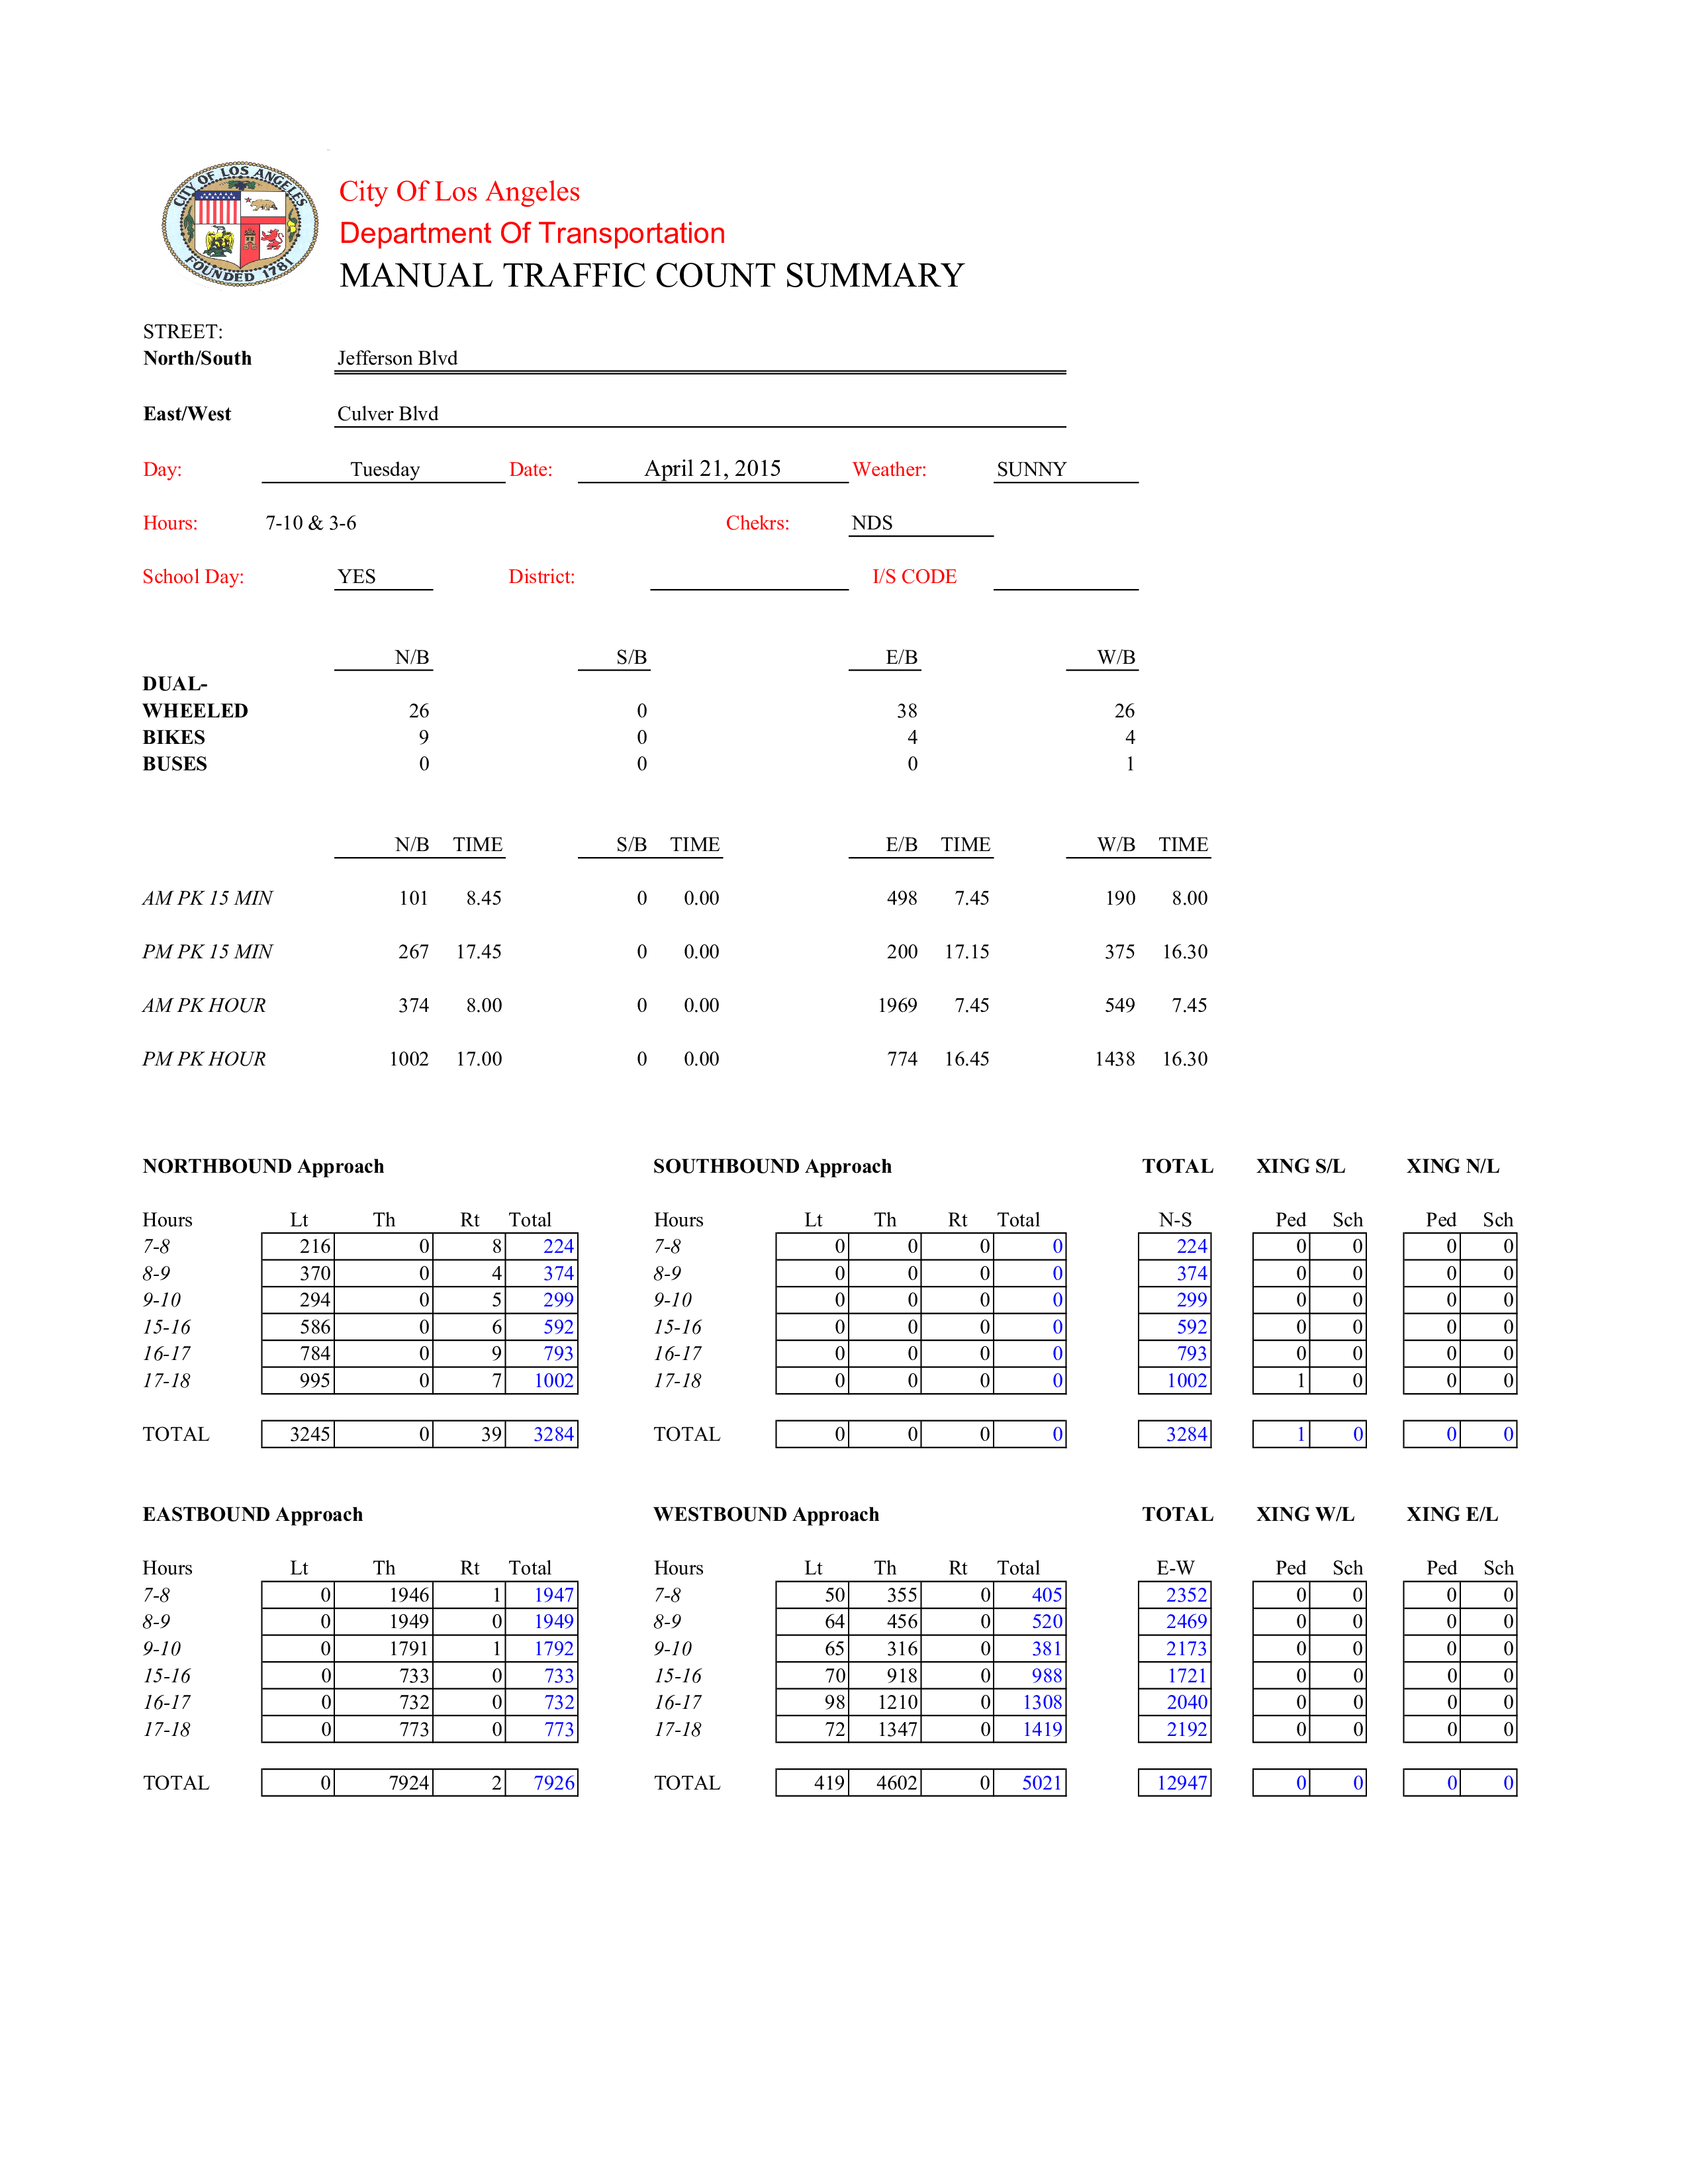 CITY OF LOS ANGELES
FOUNDED 1781
City Of Los Angeles
Department Of Transportation
MANUAL TRAFFIC COUNT SUMMARY
STREET:
North/South Jefferson Blvd
East/West Culver Blvd
Day: Tuesday Date: April 21, 2015 Weather: SUNNY
Hours: 7-10 & 3-6 Chekrs: NDS
School Day: YES District: I/S CODE
N/B S/B E/B W/B
DUAL-
WHEELED 26 0 38 26
BIKES 9 0 4 4
BUSES 0 0 0 1
N/B TIME S/B TIME E/B TIME W/B TIME
AM PK 15 MIN 101 8.45 0 0.00 498 7.45 190 8.00
PM PK 15 MIN 267 17.45 0 0.00 200 17.15 375 16.30
AM PK HOUR 374 8.00 0 0.00 1969 7.45 549 7.45
PM PK HOUR 1002 17.00 0 0.00 774 16.45 1438 16.30
NORTHBOUND Approach SOUTHBOUND Approach TOTAL XING S/L XING N/L
Hours Lt Th Rt Total Hours Lt Th Rt Total N-S Ped Sch Ped Sch
7-8 216 0 8 224 7-8 0 0 0 0 224 0 0 0 0
8-9 370 0 4 374 8-9 0 0 0 0 374 0 0 0 0
9-10 294 0 5 299 9-10 0 0 0 0 299 0 0 0 0
15-16 586 0 6 592 15-16 0 0 0 0 592 0 0 0 0
16-17 784 0 9 793 16-17 0 0 0 0 793 0 0 0 0
17-18 995 0 7 1002 17-18 0 0 0 0 1002 1 0 0 0
TOTAL 3245 0 39 3284 TOTAL 0 0 0 0 3284 1 0 0 0
EASTBOUND Approach WESTBOUND Approach TOTAL XING W/L XING E/L
Hours Lt Th Rt Total Hours Lt Th Rt Total E-W Ped Sch Ped Sch
7-8 0 1946 1 1947 7-8 50 355 0 405 2352 0 0 0 0
8-9 0 1949 0 1949 8-9 64 456 0 520 2469 0 0 0 0
9-10 0 1791 1 1792 9-10 65 316 0 381 2173 0 0 0 0
15-16 0 733 0 733 15-16 70 918 0 988 1721 0 0 0 0
16-17 0 732 0 732 16-17 98 1210 0 1308 2040 0 0 0 0
17-18 0 773 0 773 17-18 72 1347 0 1419 2192 0 0 0 0
TOTAL 0 7924 2 7926 TOTAL 419 4602 0 5021 12947 0 0 0 0